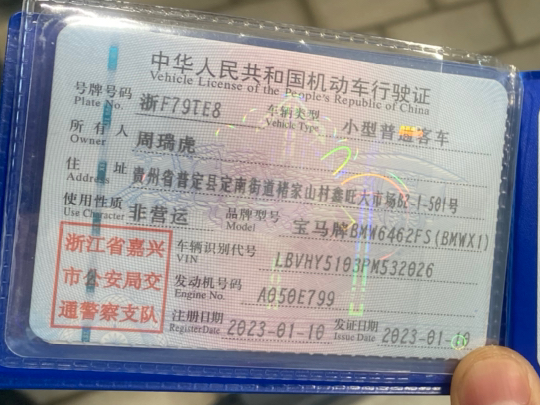 中华人民共和国机动车行驶证
Vehicle License of the People's Republic of China
号牌号码 浙F79TE8 车辆类型 小型普通客车
Plate No. Vehicle Type
所有人 周瑞虎
Owner
住址 贵州省普定县定南街道椿家山村鑫旺大市场B2-1-501号
Address
使用性质 非营运 品牌型号 宝马牌BMW6462FS(BMWX1)
Use Character Model
浙江省嘉兴
市公安局交
通警察支队
车辆识别代号 LBVHY5103PM532026
VIN
发动机号码 A050E799
Engine No.
注册日期 2023-01-10 发证日期 2023-01-10
Register Date Issue Date